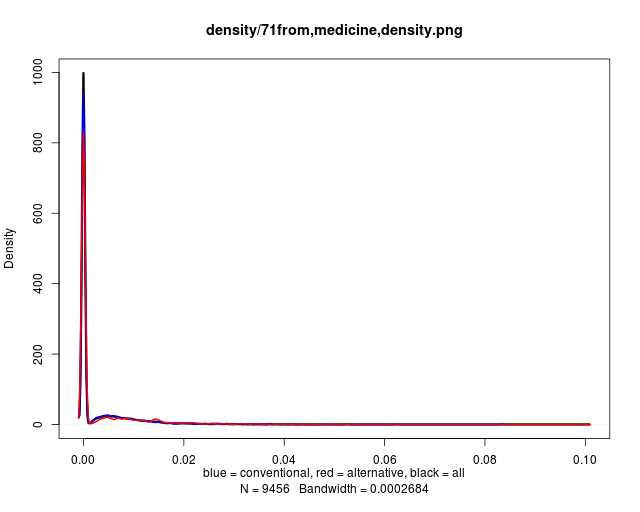 density/71from,medicine,density.png
Density
1000
800
600
400
200
0
0.00 0.02 0.04 0.06 0.08 0.10
blue = conventional, red = alternative, black = all
N = 9456 Bandwidth = 0.0002684